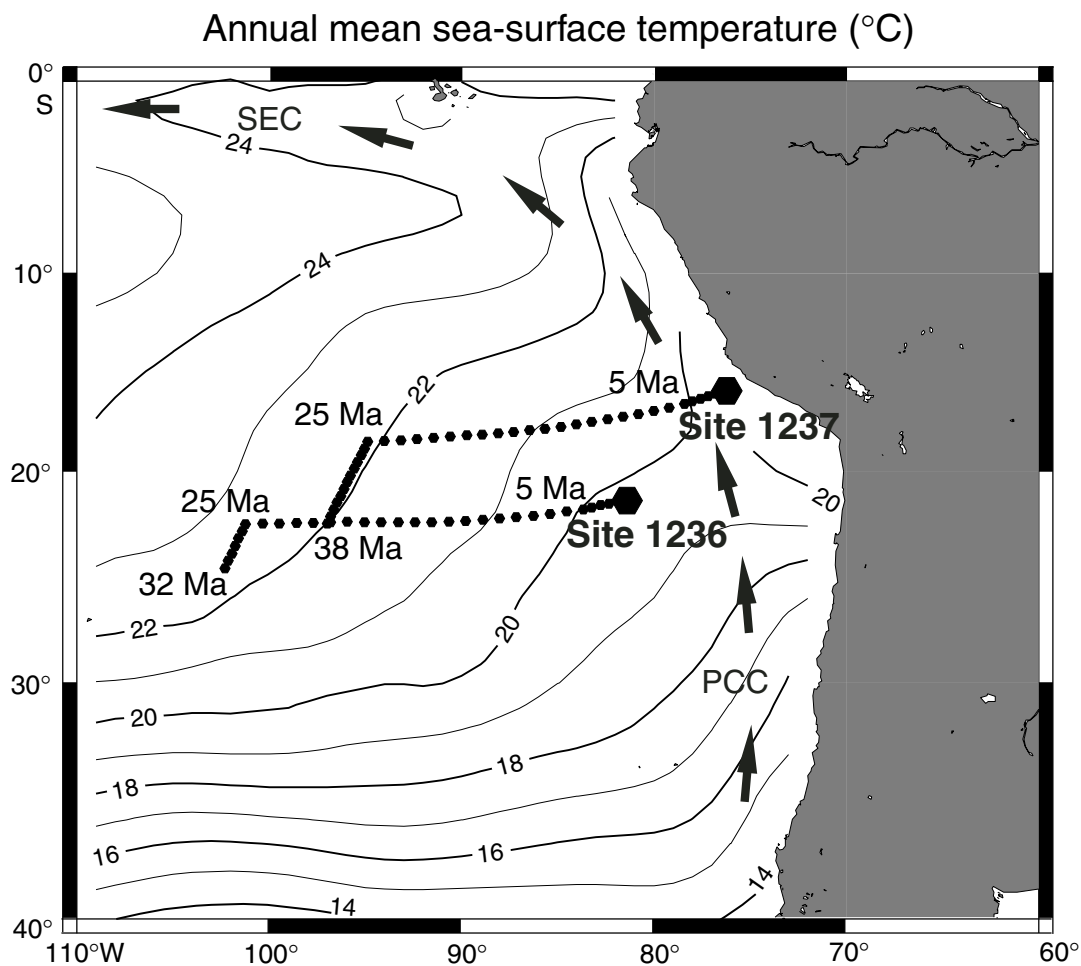 Annual mean sea-surface temperature (°C)
0°
S
SEC
24
24
10°
22
5 Ma
25 Ma
Site 1237
20°
25 Ma
5 Ma
20
Site 1236
38 Ma
32 Ma
22
20
30°
PCC
20
18
18
16
16
14
14
40°
110°W 100° 90° 80° 70° 60°